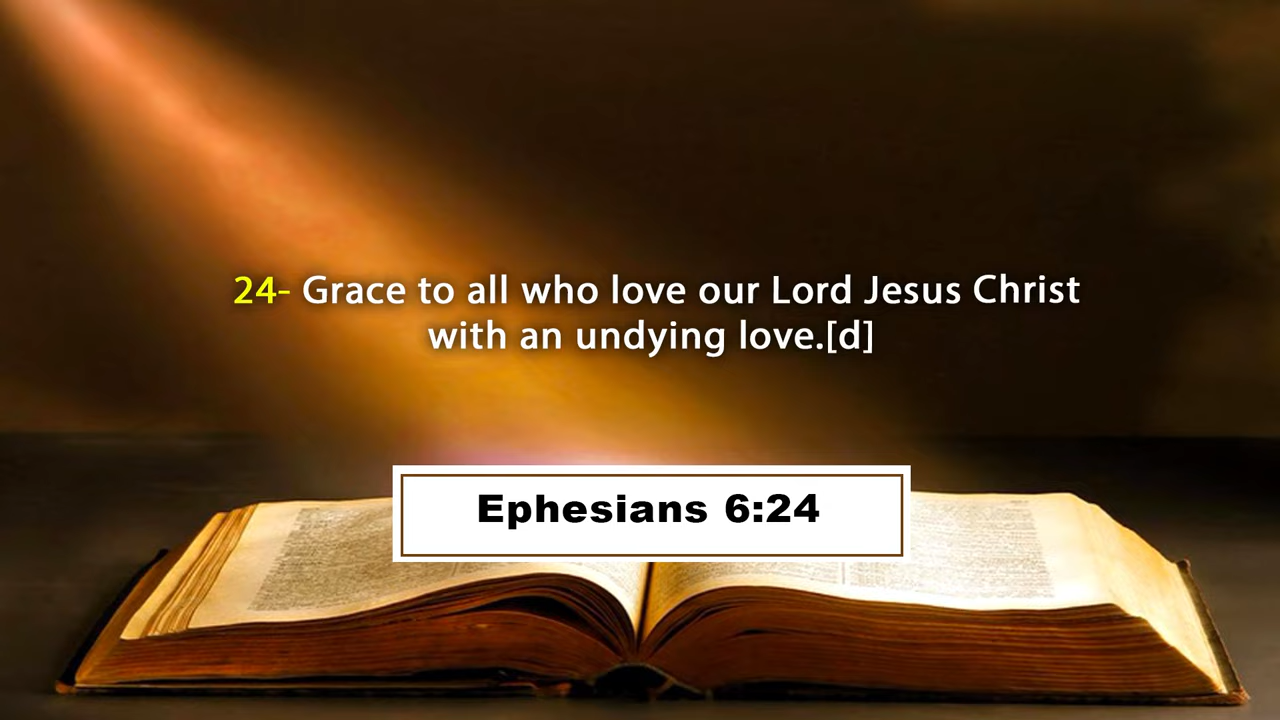 24- Grace to all who love our Lord Jesus Christ
with an undying love.[d]
Ephesians 6:24